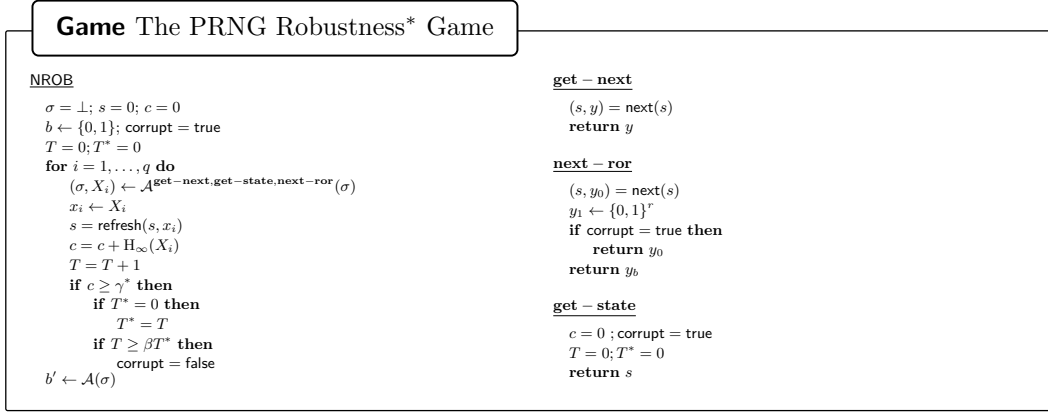 Game The PRNG Robustness* Game
NROB
σ = ⊥; s = 0; c = 0
b ← {0, 1}; corrupt = true
T = 0; T* = 0
for i = 1, . . . , q do
(σ, X_i) ← A^{get−next,get−state,next−ror}(σ)
x_i ← X_i
s = refresh(s, x_i)
c = c + H_∞(X_i)
T = T + 1
if c ≥ γ* then
if T* = 0 then
T* = T
if T ≥ βT* then
corrupt = false
b′ ← A(σ)
get − next
(s, y) = next(s)
return y
next − ror
(s, y_0) = next(s)
y_1 ← {0, 1}^r
if corrupt = true then
return y_0
return y_b
get − state
c = 0 ; corrupt = true
T = 0; T* = 0
return s